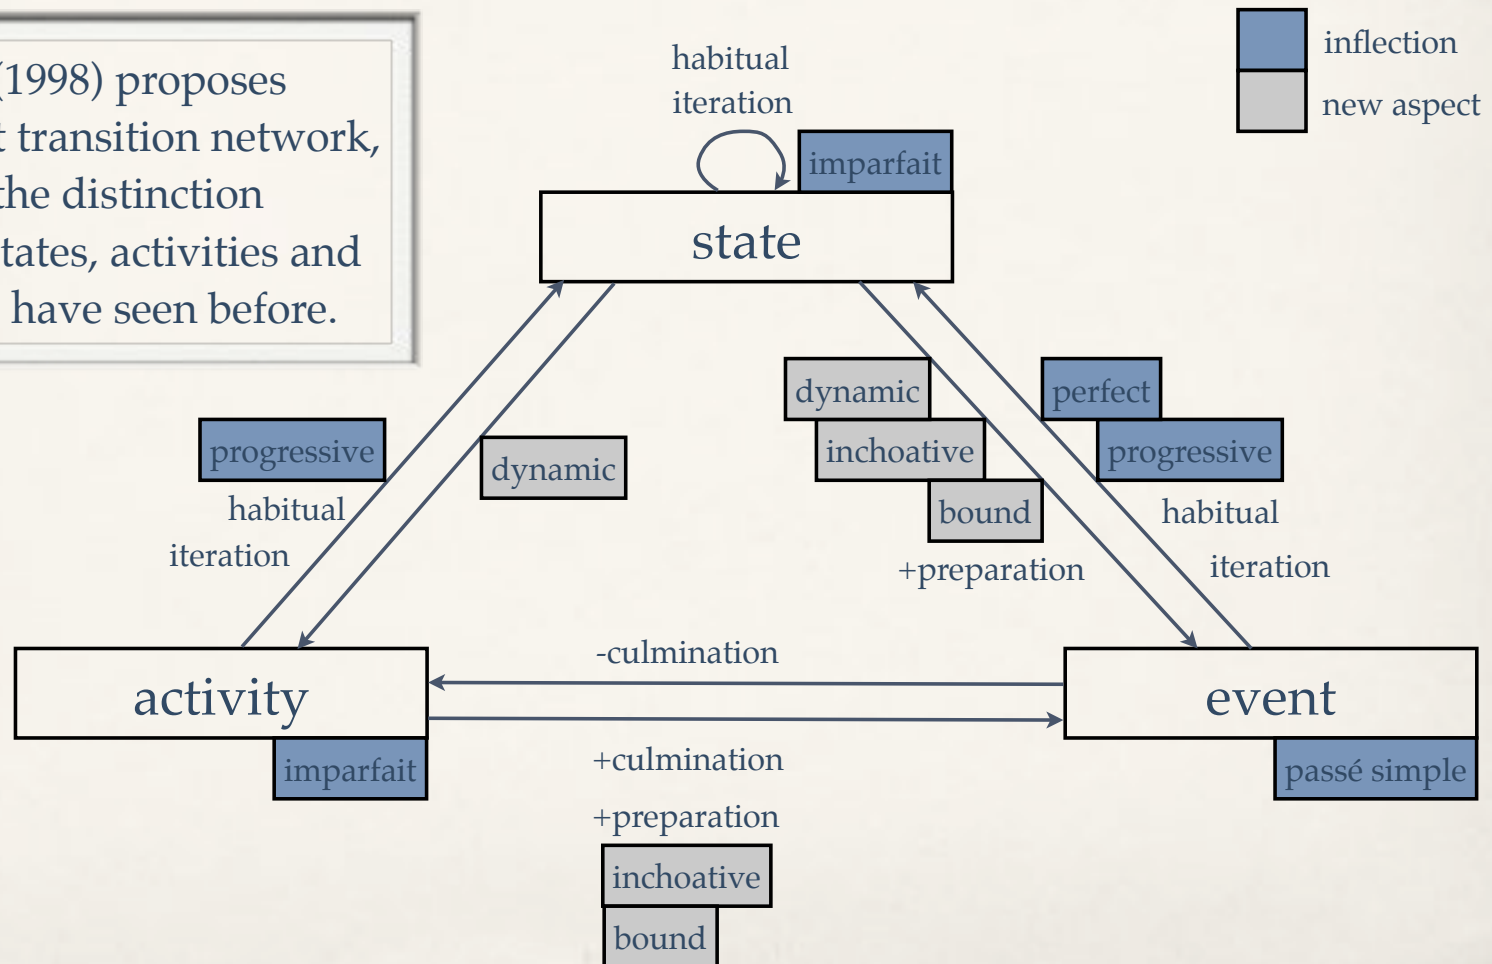 (1998) proposes
transition network,
the distinction
activities and
have seen before.
inflection
new aspect
habitual
iteration
imparfait
state
progressive
habitual
iteration
dynamic
dynamic
inchoative
bound
+preparation
perfect
progressive
habitual
iteration
activity
imparfait
-culmination
+culmination
+preparation
inchoative
bound
event
passé simple